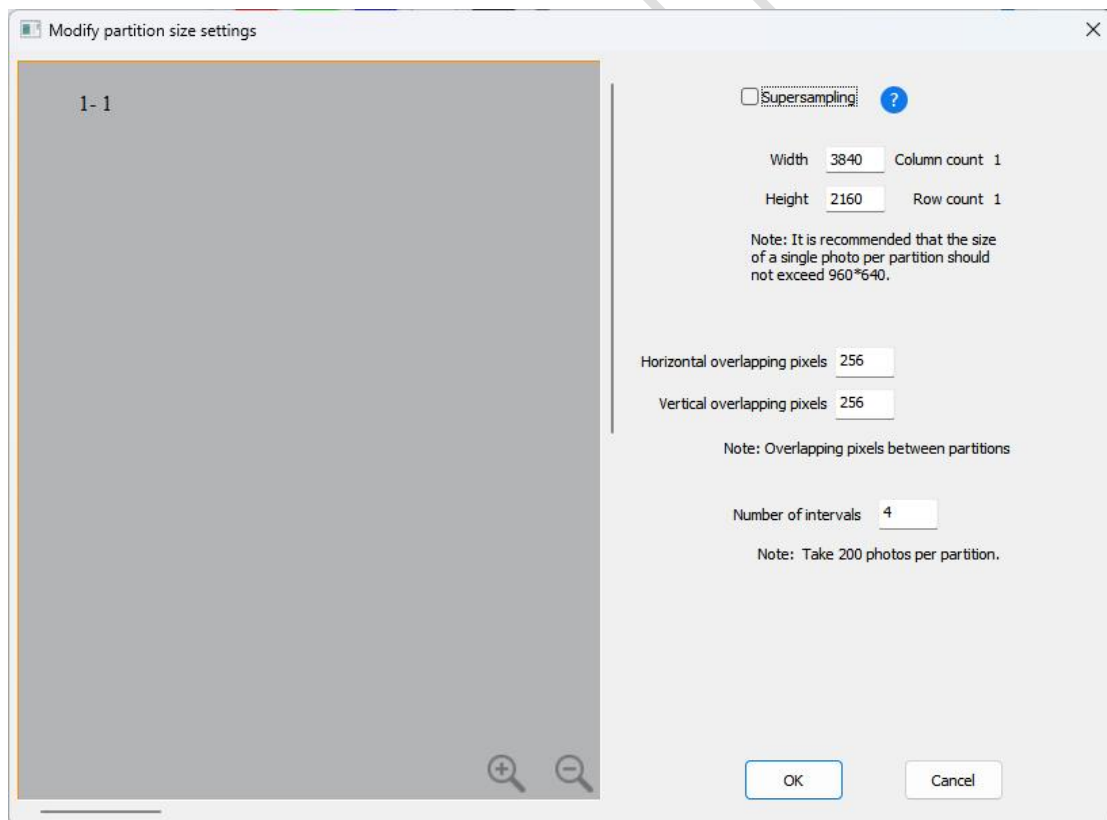 Modify partition size settings
1- 1
Supersampling ?
Width 3840 Column count 1
Height 2160 Row count 1
Note: It is recommended that the size
of a single photo per partition should
not exceed 960*640.
Horizontal overlapping pixels 256
Vertical overlapping pixels 256
Note: Overlapping pixels between partitions
Number of intervals 4
Note: Take 200 photos per partition.
OK Cancel